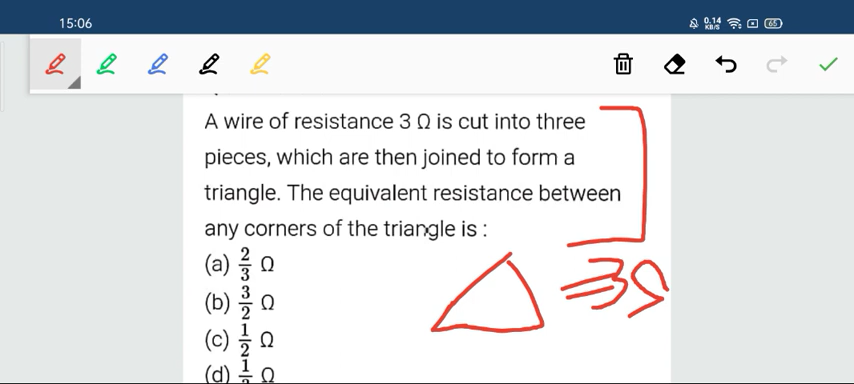 15:06
0.14 KB/S 65
A wire of resistance 3 Ω is cut into three
pieces, which are then joined to form a
triangle. The equivalent resistance between
any corners of the triangle is :
(a) 2/3 Ω
(b) 3/2 Ω
(c) 1/2 Ω
(d) Ω
=3Ω